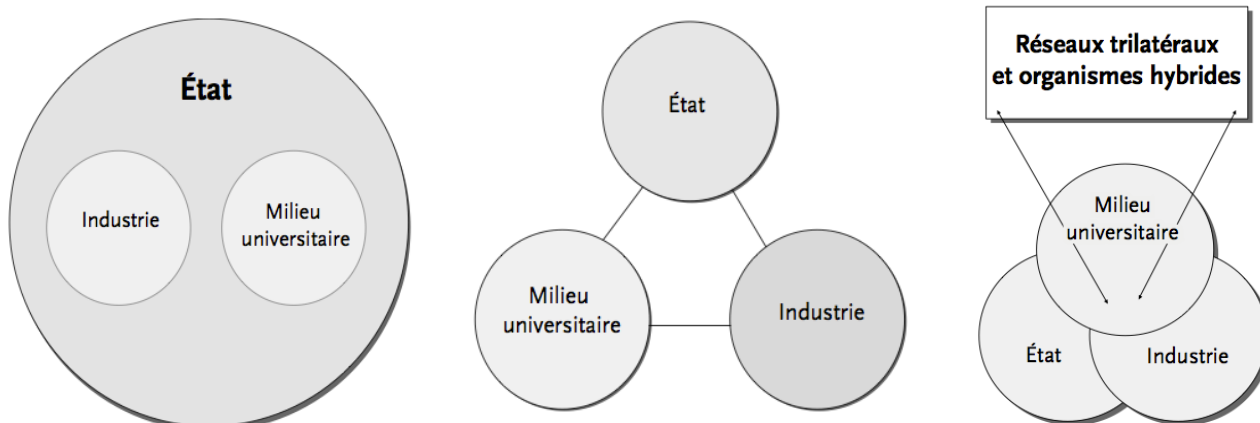 État
Industrie
Milieu
universitaire
État
Milieu
universitaire
Industrie
Réseaux trilatéraux
et organismes hybrides
Milieu
universitaire
État
Industrie